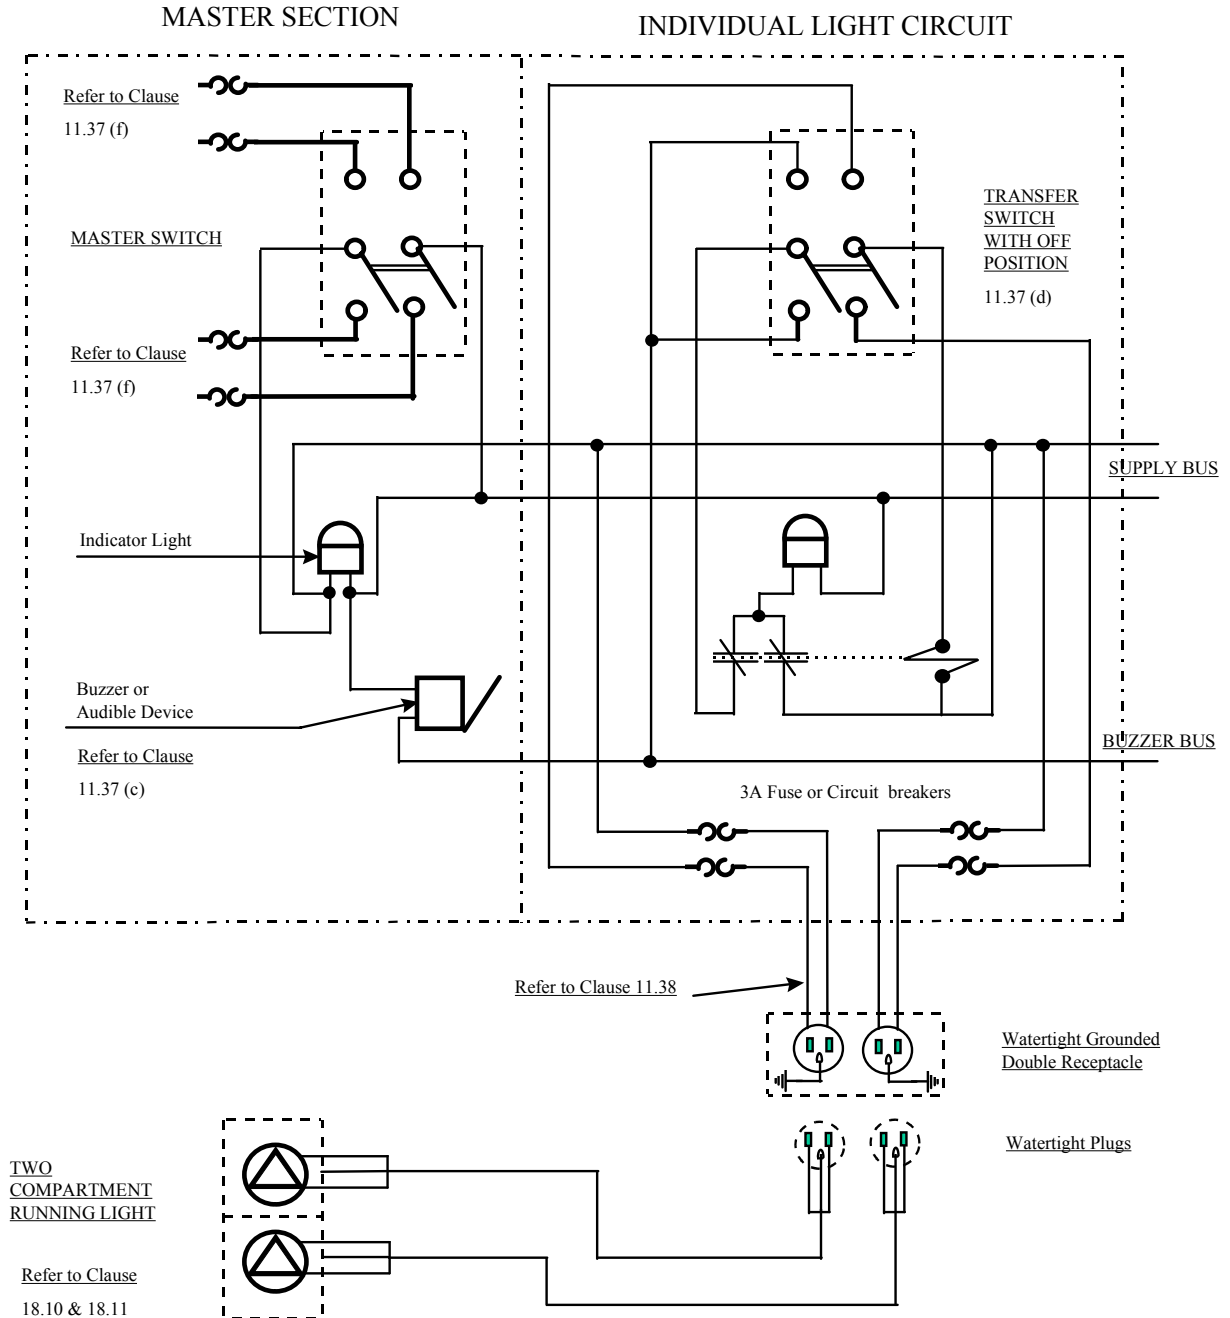 MASTER SECTION
INDIVIDUAL LIGHT CIRCUIT
Refer to Clause
11.37 (f)
MASTER SWITCH
Refer to Clause
11.37 (f)
TRANSFER
SWITCH
WITH OFF
POSITION
11.37 (d)
SUPPLY BUS
Indicator Light
Buzzer or
Audible Device
Refer to Clause
11.37 (c)
BUZZER BUS
3A Fuse or Circuit breakers
Refer to Clause 11.38
Watertight Grounded
Double Receptacle
Watertight Plugs
TWO
COMPARTMENT
RUNNING LIGHT
Refer to Clause
18.10 & 18.11